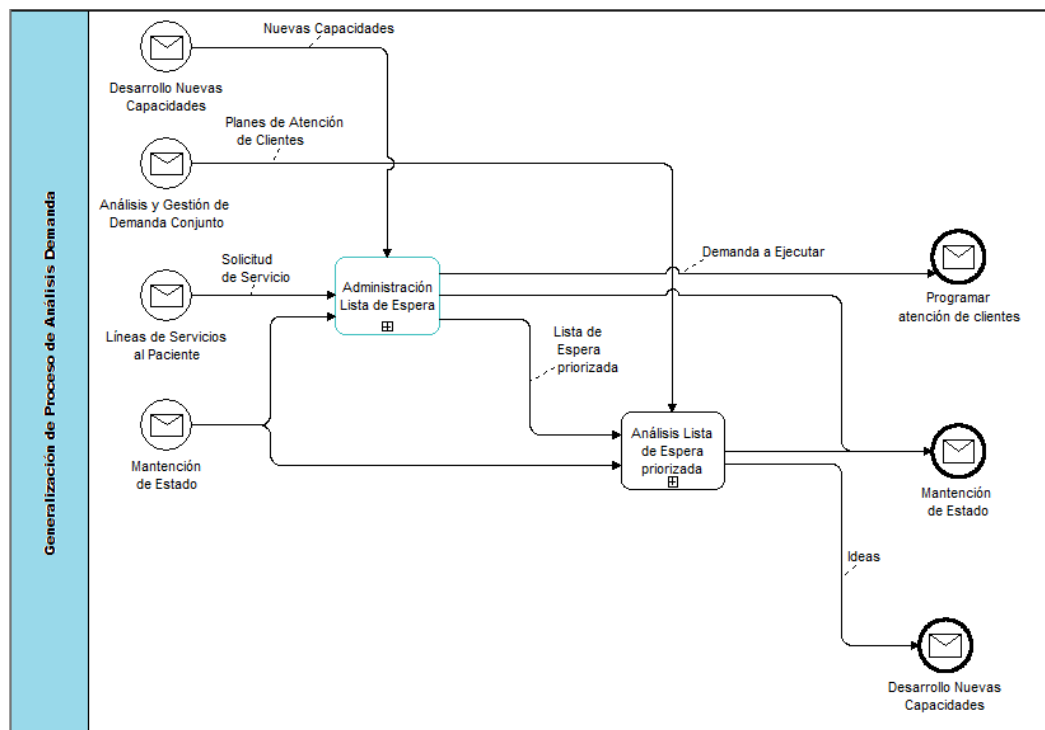 Generalización de Proceso de Análisis Demanda
Nuevas Capacidades
Desarrollo Nuevas
Capacidades
Planes de Atención
de Clientes
Análisis y Gestión de
Demanda Conjunto
Solicitud
de Servicio
Líneas de Servicios
al Paciente
Administración
Lista de Espera
Demanda a Ejecutar
Programar
atención de clientes
Lista de
Espera
priorizada
Mantención
de Estado
Análisis Lista
de Espera
priorizada
Mantención
de Estado
Ideas
Desarrollo Nuevas
Capacidades